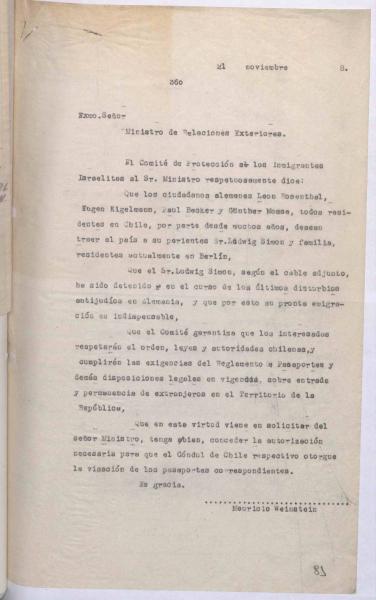 21 noviembre 8.
360
Exmo.Señor
Ministro de Relaciones Exteriores.
El Comité de Protección a los Inmigrantes
Israelitas al Sr. Ministro respetuosamente dice:
Que los ciudadanos alemanes Leon Rosenthal,
Eugen Kigelmann, Paul Becker y Günther Mosse, todos resi-
dentes en Chile, por parte desde muchos años, desean
traer al país a su parientes Sr.Ludwig Simon y familia,
residentes actualmente en Berlín,
Que el Sr.Ludwig Simon, según el cable adjunto,
ha sido detenido en el curso de los últimos disturbios
antijudíos en Alemania, y que por esto su pronta emigra-
ción es indispensable,
Que el Comité garantiza que los interesados
respetarán el orden, leyes y autoridades chilenas, y
cumplirán las exigencias del Reglamento de Pasaportes y
demás disposiciones legales en vigencia, sobre entrada
y permanencia de extranjeros en el Territorio de la
República,
Que en este virtud viene en solicitar del
señor Ministro, tenga a bien, conceder la autorización
necesaria para que el Cónsul de Chile respectivo otorgue
la visación de los pasaportes correspondientes.
Es gracia.
Mauricio Weinstein
81